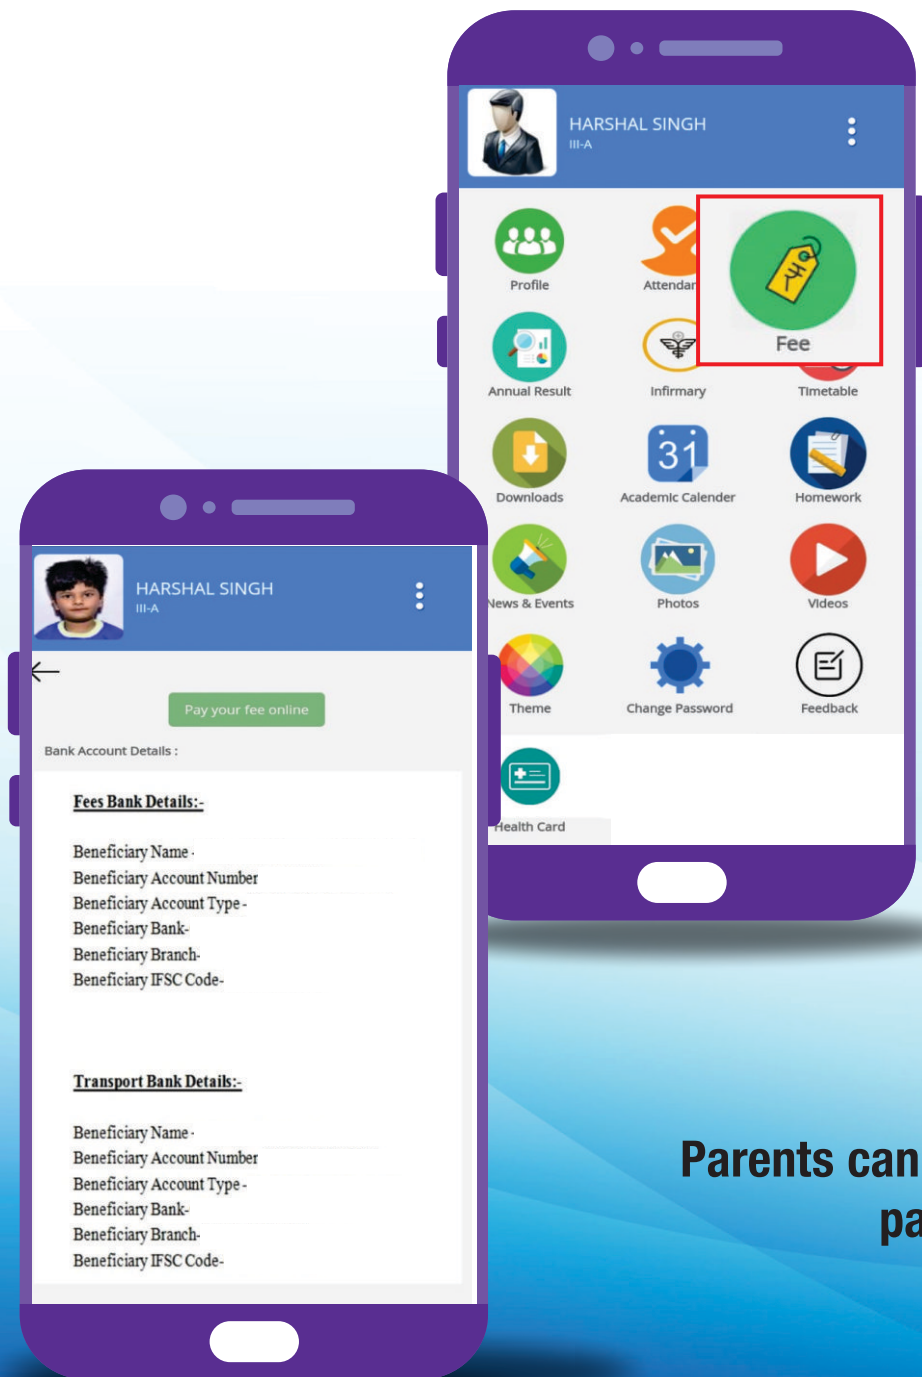 HARSHAL SINGH
III-A
Profile
Attendan
Fee
Annual Result
Infirmary
Timetable
31
Downloads
Academic Calender
Homework
News & Events
Photos
Videos
Theme
Change Password
Feedback
Health Card
HARSHAL SINGH
III-A
Pay your fee online
Bank Account Details :
Fees Bank Details:-
Beneficiary Name -
Beneficiary Account Number
Beneficiary Account Type -
Beneficiary Bank-
Beneficiary Branch-
Beneficiary IFSC Code-
Transport Bank Details:-
Beneficiary Name -
Beneficiary Account Number
Beneficiary Account Type -
Beneficiary Bank-
Beneficiary Branch-
Beneficiary IFSC Code-
Parents can
pa